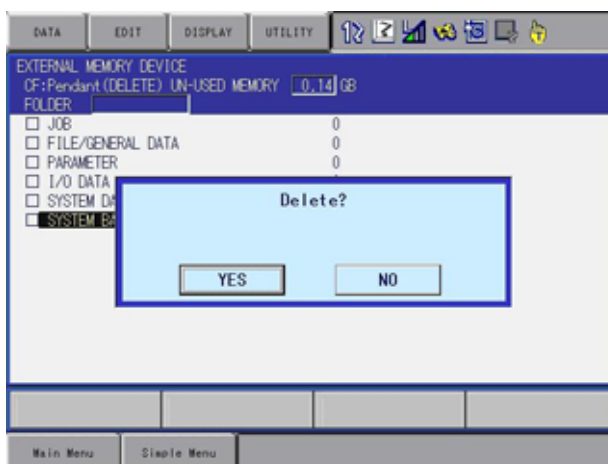 DATA EDIT DISPLAY UTILITY
EXTERNAL MEMORY DEVICE
CF:Pendant(DELETE) UN-USED MEMORY 0.14 GB
FOLDER
JOB 0
FILE/GENERAL DATA 0
PARAMETER 0
I/O DATA
SYSTEM DA
SYSTEM BA
Delete?
YES NO
Main Menu Simple Menu